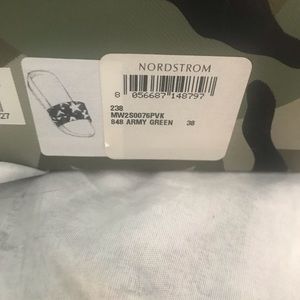 NORDSTROM
8 056687 148797
238
MW2S0076PVK
848 ARMY GREEN 38